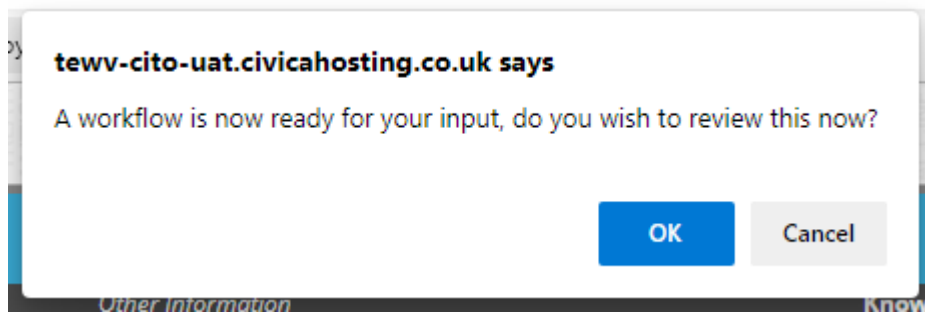 tewv-cito-uat.civicahosting.co.uk says
A workflow is now ready for your input, do you wish to review this now?
OK
Cancel
Other Information
Know